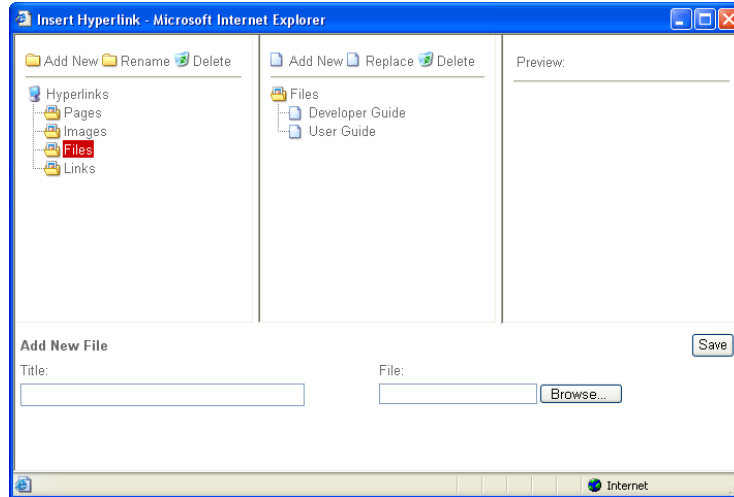 Insert Hyperlink - Microsoft Internet Explorer
Add New Rename Delete
Hyperlinks
Pages
Images
Files
Links
Add New Replace Delete
Files
Developer Guide
User Guide
Preview:
Add New File
Save
Title:
File:
Browse...
Internet